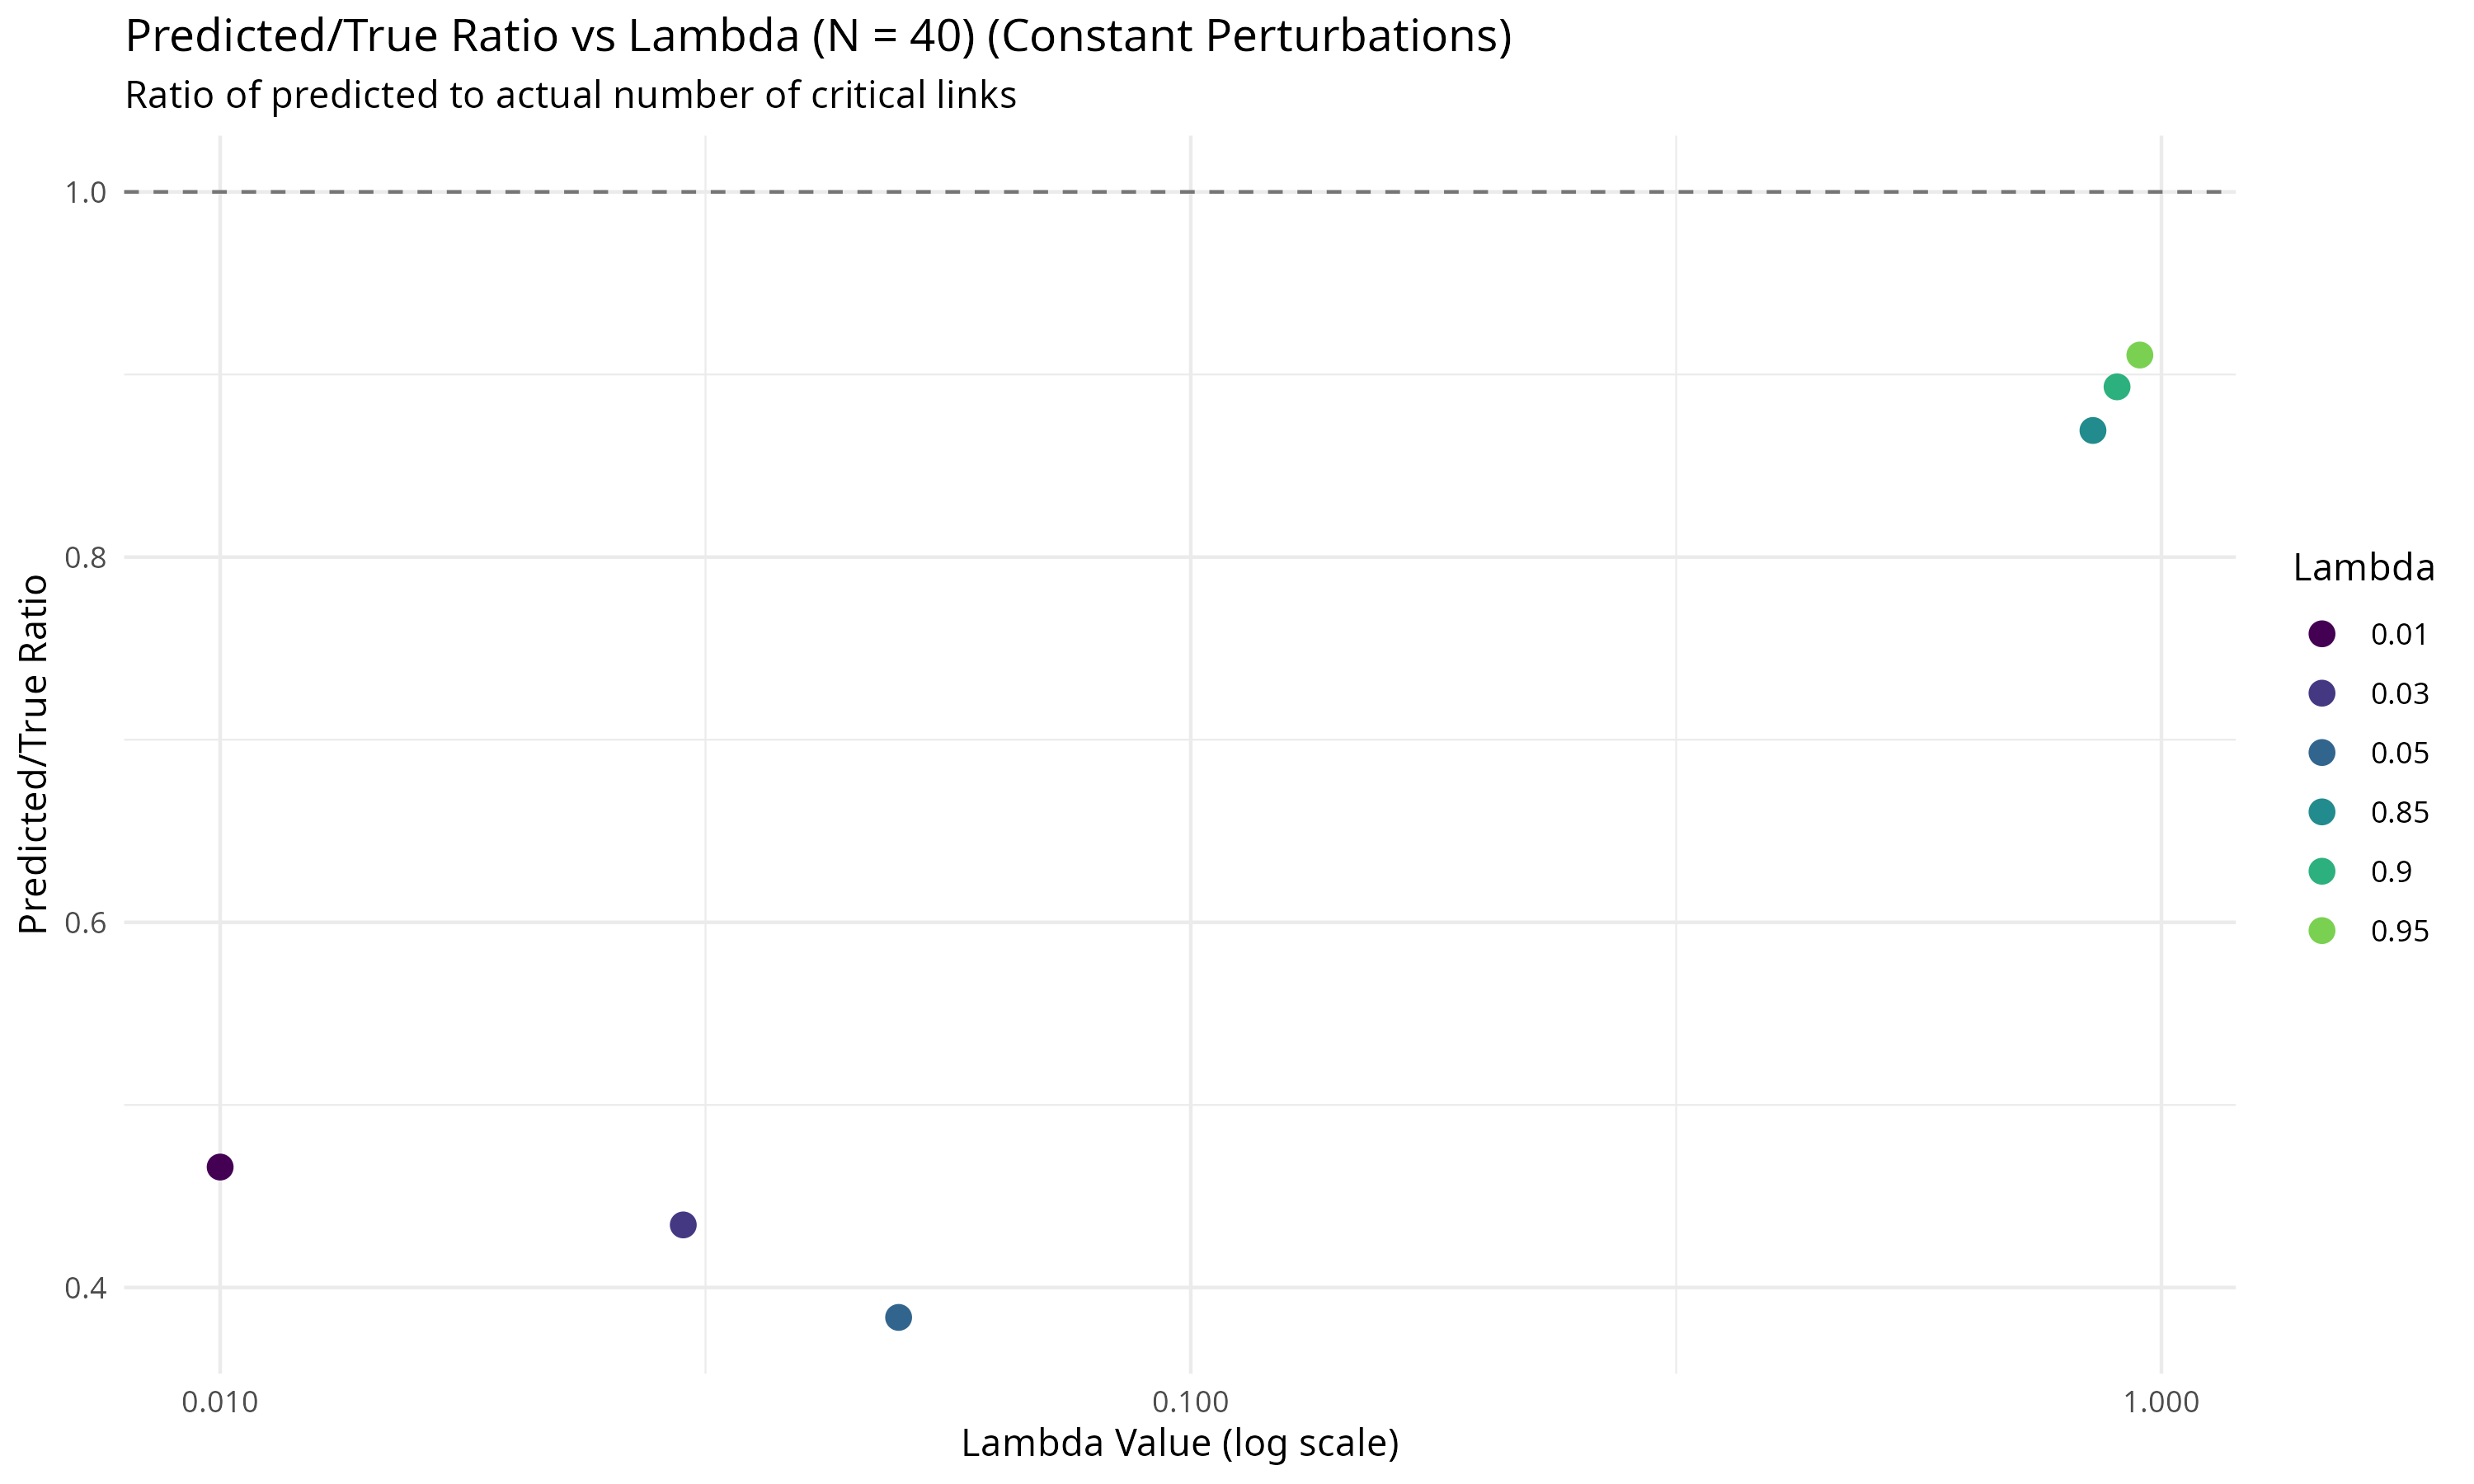 Predicted/True Ratio vs Lambda (N = 40) (Constant Perturbations)
Ratio of predicted to actual number of critical links
Predicted/True Ratio
1.0
0.8
0.6
0.4
0.010
0.100
1.000
Lambda Value (log scale)
Lambda
0.01
0.03
0.05
0.85
0.9
0.95